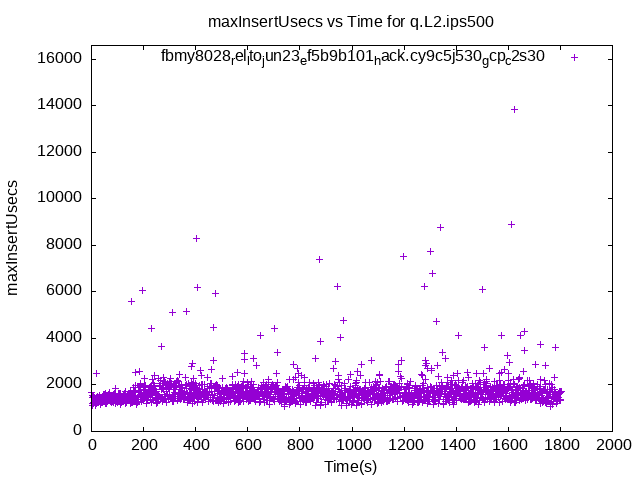 maxInsertUsecs vs Time for q.L2.ips500
fbmy8028relltojun23ef5b9b101hack.cy9c5j530gcpc2s30
16000
14000
12000
10000
8000
6000
4000
2000
0
maxInsertUsecs
0 200 400 600 800 1000 1200 1400 1600 1800 2000
Time(s)